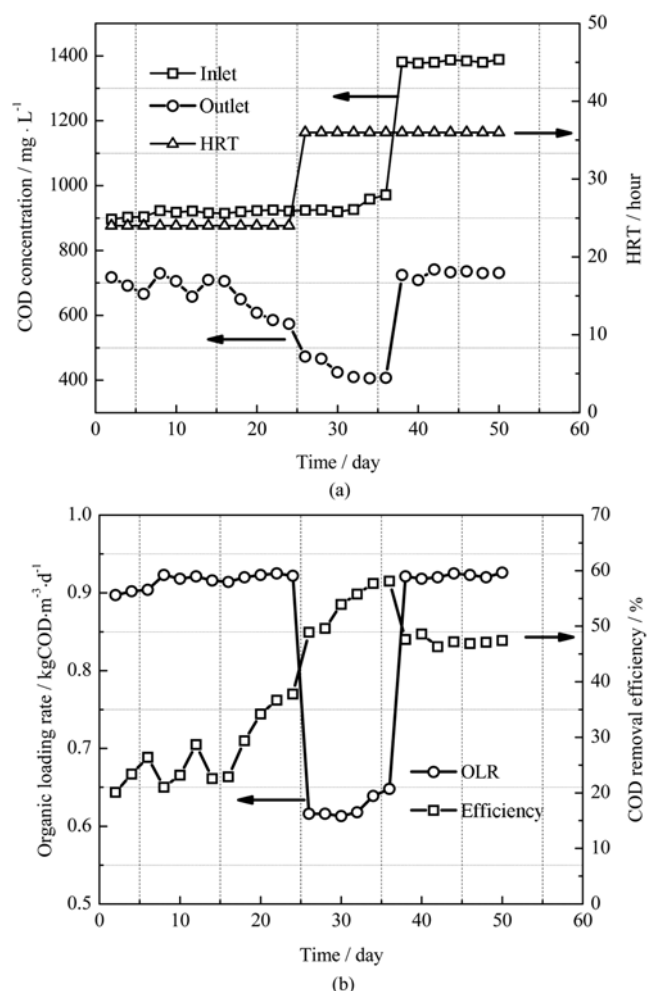 1400
1200
1100
900
800
600
400
50
40
30
20
10
0
Inlet
Outlet
HRT
COD concentration / mg · L⁻¹
HRT / hour
0 10 20 30 40 50 60
Time / day
(a)
1.0
0.9
0.8
0.7
0.6
0.5
70
60
50
40
30
20
10
0
Organic loading rate / kgCOD·m⁻³·d⁻¹
COD removal efficiency / %
OLR
Efficiency
0 10 20 30 40 50 60
Time / day
(b)